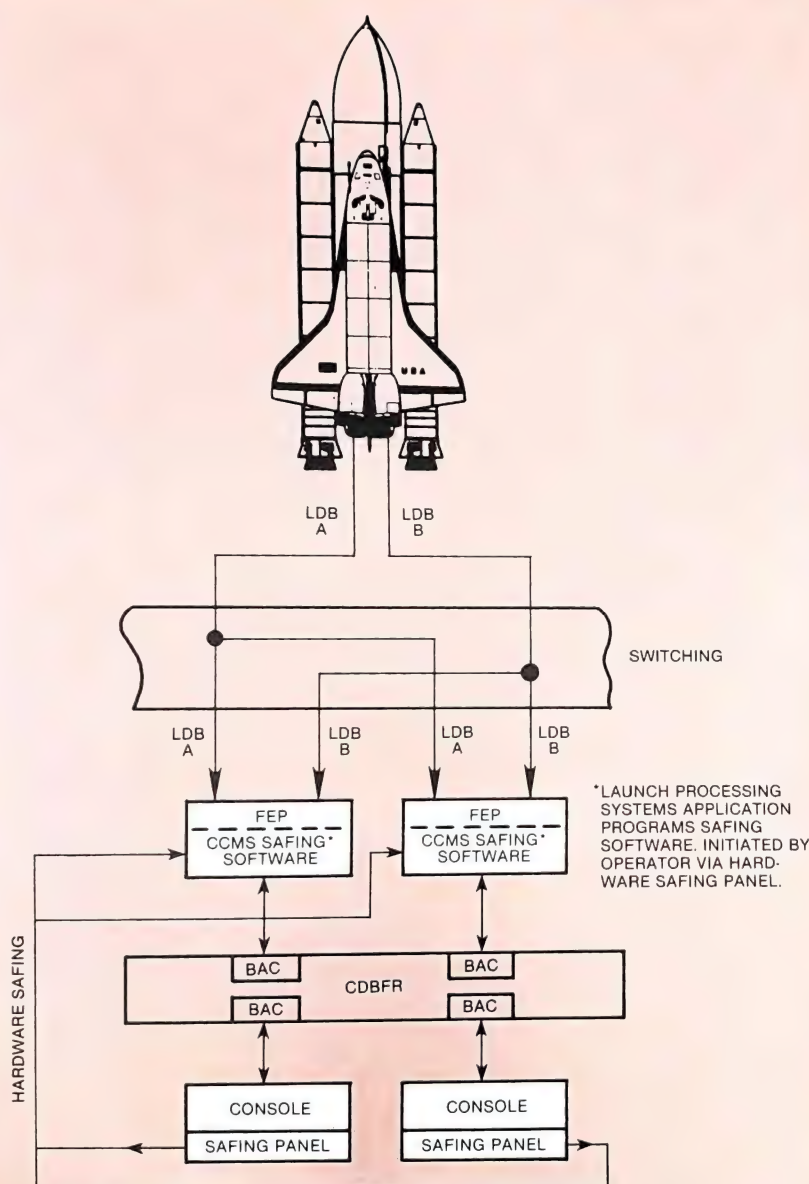 USA
LDB
A
LDB
B
SWITCHING
LDB
A
LDB
B
LDB
A
LDB
B
FEP
CCMS SAFING*
SOFTWARE
FEP
CCMS SAFING*
SOFTWARE
*LAUNCH PROCESSING
SYSTEMS APPLICATION
PROGRAMS SAFING
SOFTWARE. INITIATED BY
OPERATOR VIA HARD-
WARE SAFING PANEL.
HARDWARE SAFING
BAC
BAC
CDBFR
BAC
BAC
CONSOLE
SAFING PANEL
CONSOLE
SAFING PANEL